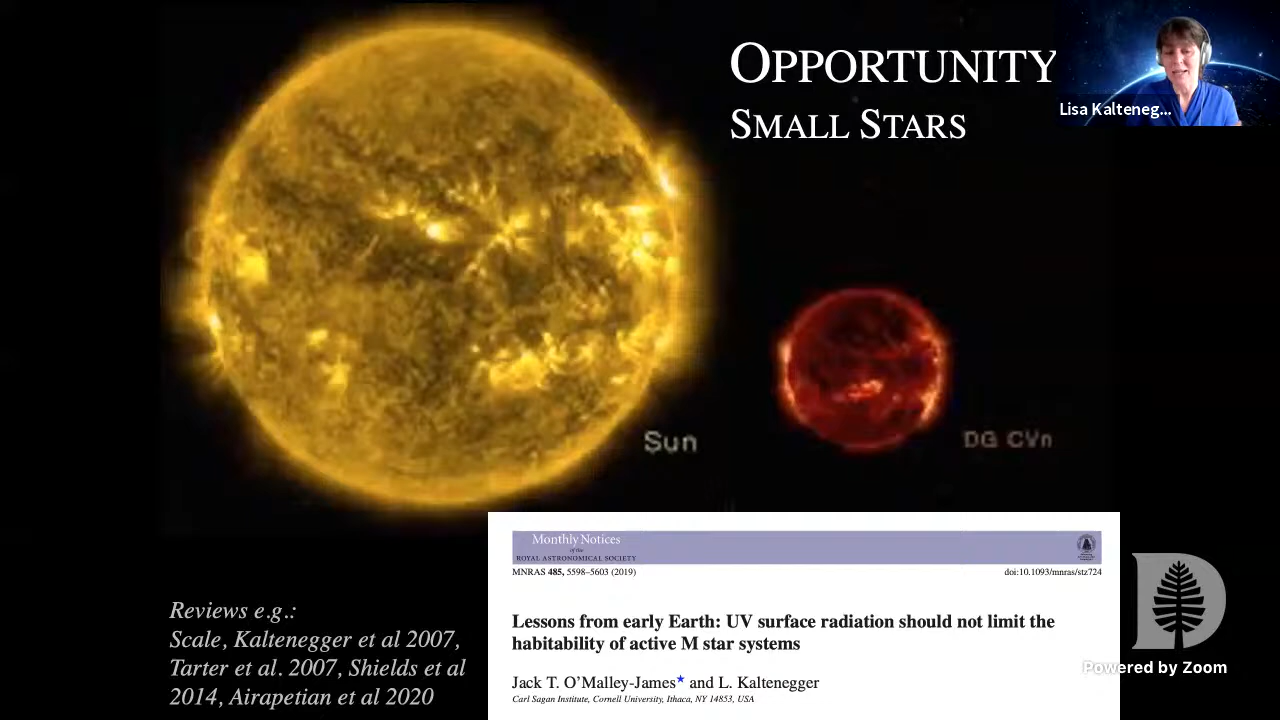 OPPORTUNITY
SMALL STARS
Lisa Kalteneg...
Sun
DG CVn
Monthly Notices
of the
ROYAL ASTRONOMICAL SOCIETY
MNRAS 485, 5598–5603 (2019)
doi:10.1093/mnras/stz724
Lessons from early Earth: UV surface radiation should not limit the
habitability of active M star systems
Jack T. O’Malley-James★ and L. Kaltenegger
Carl Sagan Institute, Cornell University, Ithaca, NY 14853, USA
Reviews e.g.:
Scale, Kaltenegger et al 2007,
Tarter et al. 2007, Shields et al
2014, Airapetian et al 2020
D
Powered by Zoom